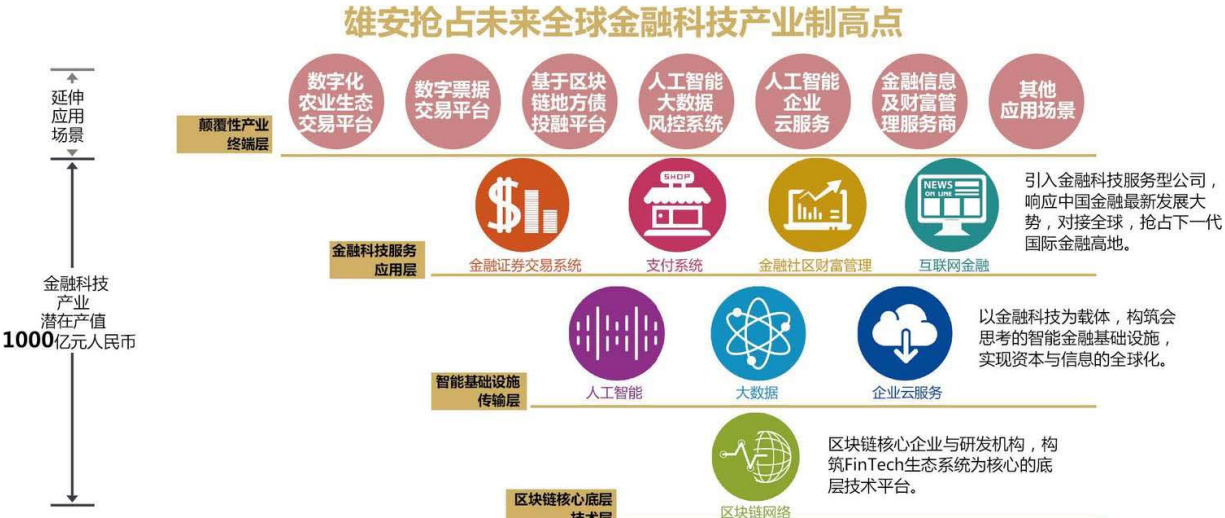 雄安抢占未来全球金融科技产业制高点
延伸
应用
场景
颠覆性产业
终端层
数字化
农业生态
交易平台
数字票据
交易平台
基于区块
链地方债
投融平台
人工智能
大数据
风控系统
人工智能
企业
云服务
金融信息
及财富管
理服务商
其他
应用场景
金融科技
产业
潜在产值
1000亿元人民币
金融科技服务
应用层
SHOP
NEWS
ON LINE
金融证券交易系统
支付系统
金融社区财富管理
互联网金融
引入金融科技服务型公司，
响应中国金融最新发展大
势，对接全球，抢占下一代
国际金融高地。
智能基础设施
传输层
人工智能
大数据
企业云服务
以金融科技为载体，构筑会
思考的智能金融基础设施，
实现资本与信息的全球化。
区块链核心底层
技术层
区块链网络
区块链核心企业与研发机构，构
筑FinTech生态系统为核心的底
层技术平台。